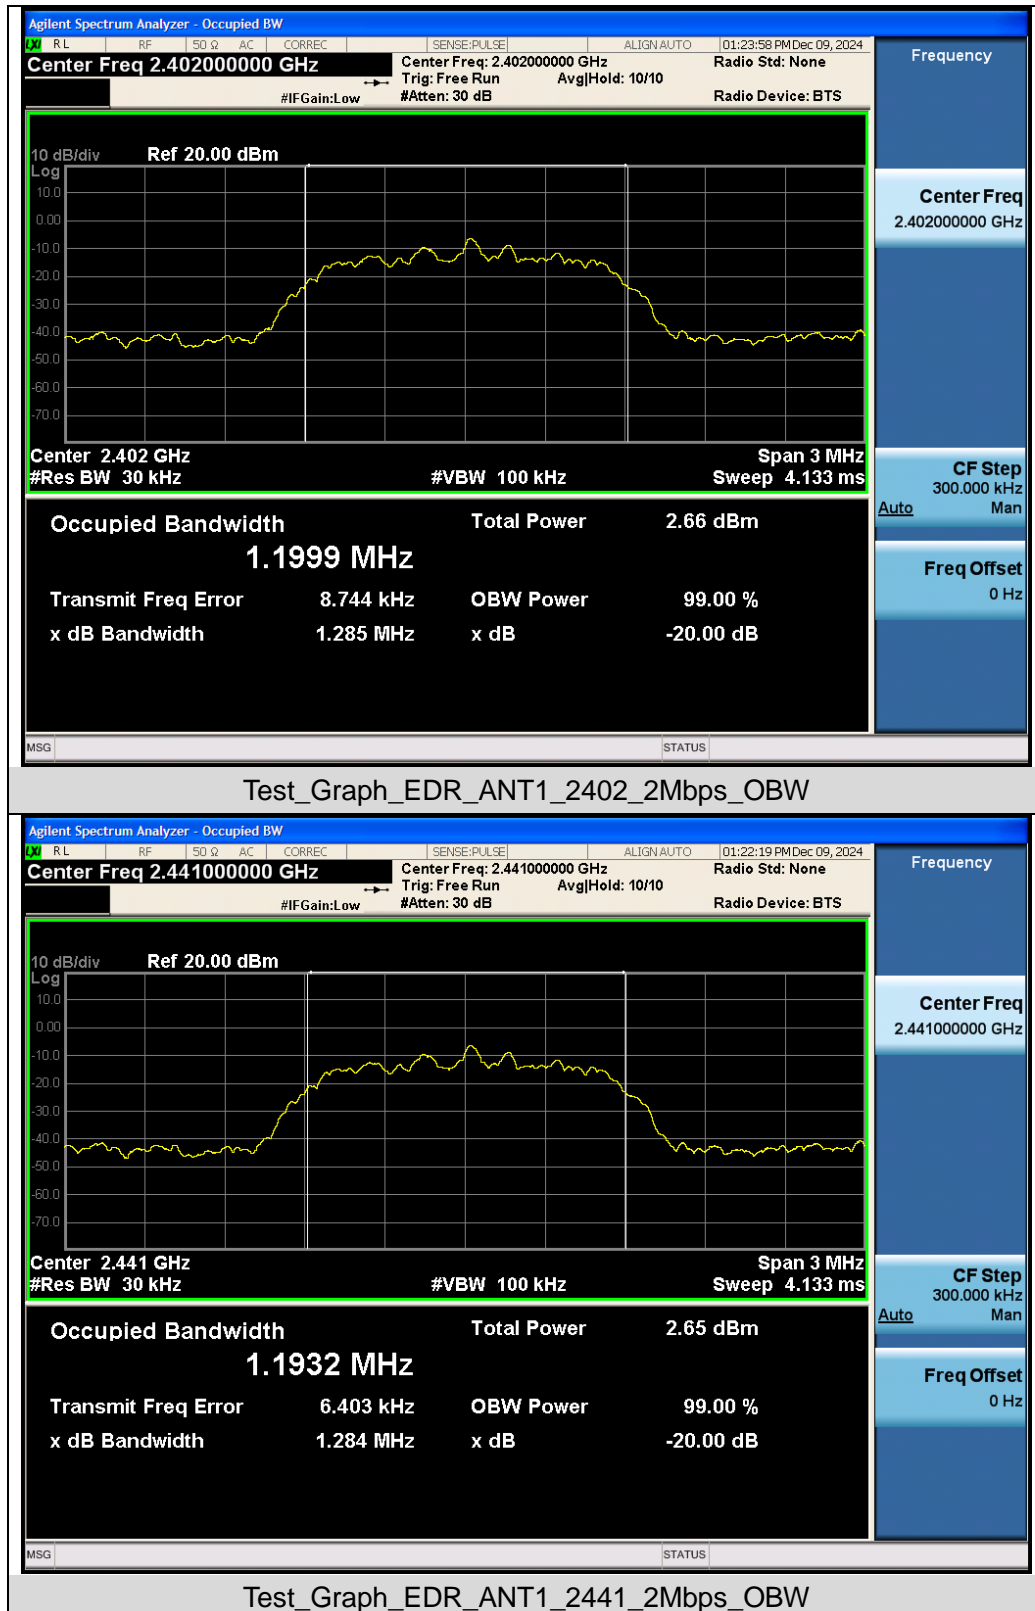 Agilent Spectrum Analyzer - Occupied BW
LXI RL RF 50 Ω AC CORREC SENSE:PULSE ALIGN AUTO 01:23:58 PM Dec 09, 2024
Center Freq 2.402000000 GHz Center Freq: 2.402000000 GHz Radio Std: None
Trig: Free Run Avg|Hold: 10/10
#IFGain:Low #Atten: 30 dB Radio Device: BTS
Frequency
10 dB/div Ref 20.00 dBm
Log
10.0
0.00
-10.0
-20.0
-30.0
-40.0
-50.0
-60.0
-70.0
Center 2.402 GHz Span 3 MHz
#Res BW 30 kHz #VBW 100 kHz Sweep 4.133 ms
Center Freq
2.402000000 GHz
CF Step
300.000 kHz
Auto Man
Freq Offset
0 Hz
Occupied Bandwidth Total Power 2.66 dBm
1.1999 MHz
Transmit Freq Error 8.744 kHz OBW Power 99.00 %
x dB Bandwidth 1.285 MHz x dB -20.00 dB
MSG STATUS
Test_Graph_EDR_ANT1_2402_2Mbps_OBW
Agilent Spectrum Analyzer - Occupied BW
LXI RL RF 50 Ω AC CORREC SENSE:PULSE ALIGN AUTO 01:22:19 PM Dec 09, 2024
Center Freq 2.441000000 GHz Center Freq: 2.441000000 GHz Radio Std: None
Trig: Free Run Avg|Hold: 10/10
#IFGain:Low #Atten: 30 dB Radio Device: BTS
Frequency
10 dB/div Ref 20.00 dBm
Log
10.0
0.00
-10.0
-20.0
-30.0
-40.0
-50.0
-60.0
-70.0
Center 2.441 GHz Span 3 MHz
#Res BW 30 kHz #VBW 100 kHz Sweep 4.133 ms
Center Freq
2.441000000 GHz
CF Step
300.000 kHz
Auto Man
Freq Offset
0 Hz
Occupied Bandwidth Total Power 2.65 dBm
1.1932 MHz
Transmit Freq Error 6.403 kHz OBW Power 99.00 %
x dB Bandwidth 1.284 MHz x dB -20.00 dB
MSG STATUS
Test_Graph_EDR_ANT1_2441_2Mbps_OBW